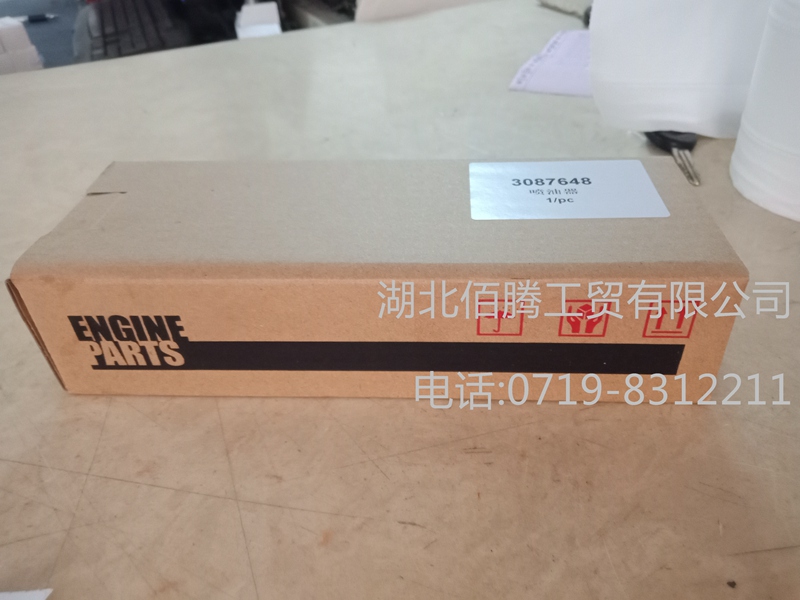 3087648
喷油器
1/pc
湖北佰腾工贸有限公司
ENGINE
PARTS
电话:0719-8312211